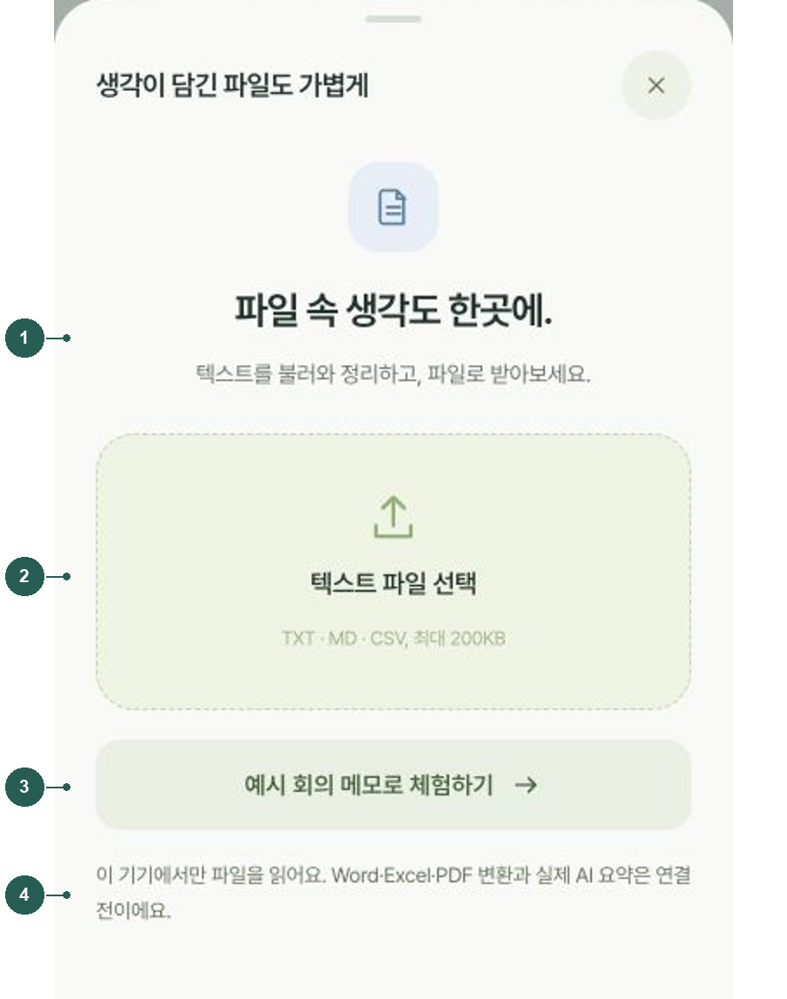 생각이 담긴 파일도 가볍게
파일 속 생각도 한곳에.
1
텍스트를 불러와 정리하고, 파일로 받아보세요.
2
텍스트 파일 선택
TXT · MD · CSV, 최대 200KB
3
예시 회의 메모로 체험하기 →
4
이 기기에서만 파일을 읽어요. Word·Excel·PDF 변환과 실제 AI 요약은 연결
전이에요.